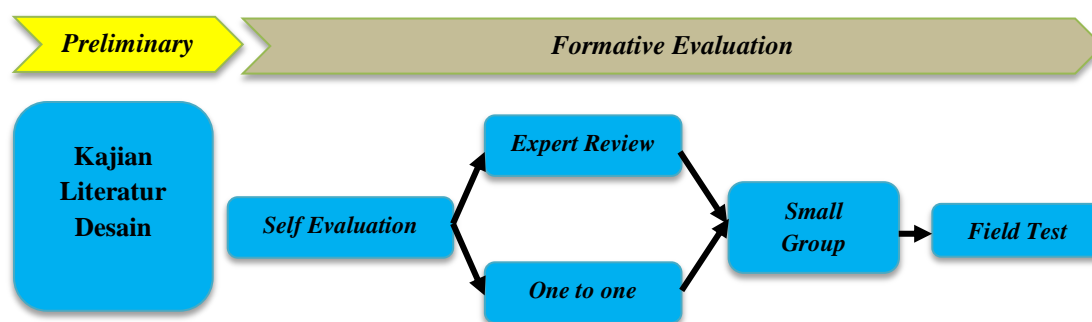 Preliminary
Formative Evaluation
Kajian
Literatur
Desain
Self Evaluation
Expert Review
One to one
Small
Group
Field Test